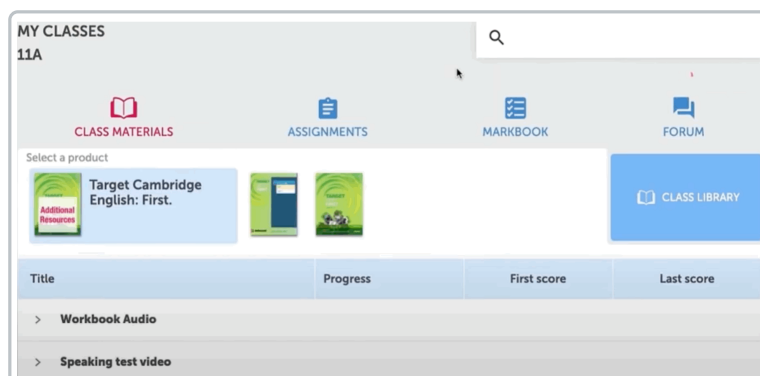 MY CLASSES
11A
CLASS MATERIALS
ASSIGNMENTS
MARKBOOK
FORUM
Select a product
Additional
Resources
Target Cambridge
English: First.
CLASS LIBRARY
Title
Progress
First score
Last score
Workbook Audio
Speaking test video